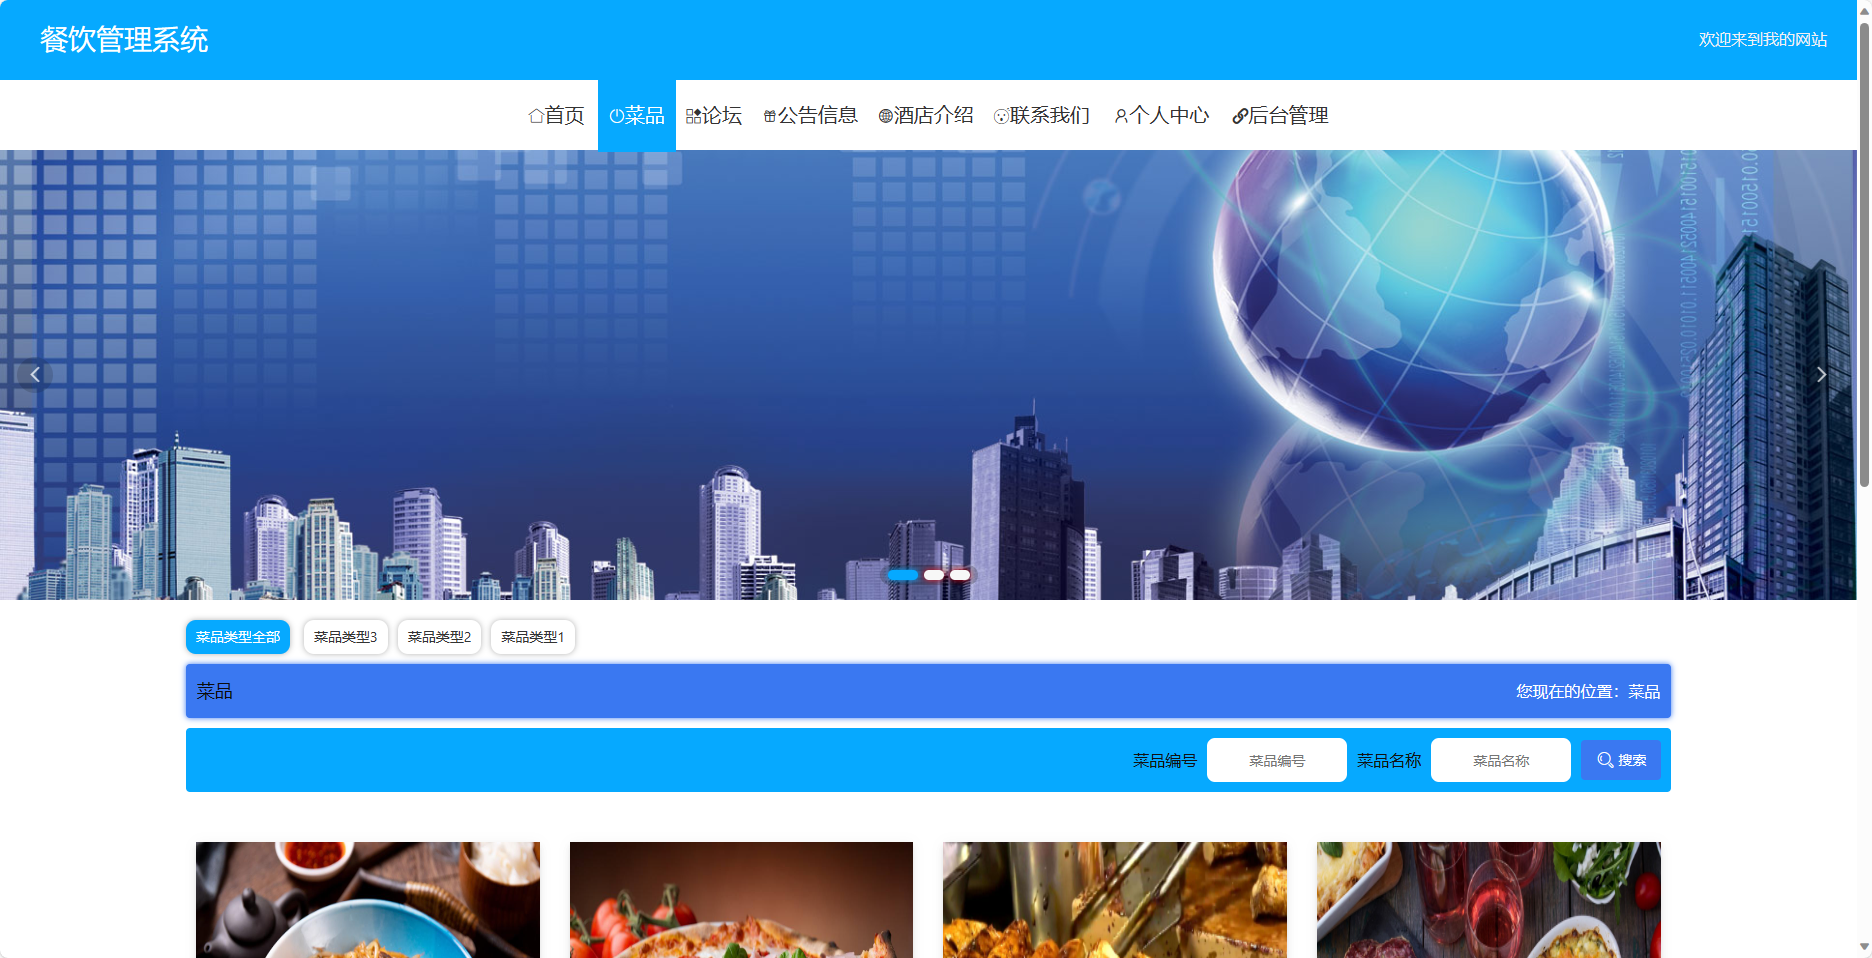 餐饮管理系统
欢迎来到我的网站
首页 菜品 论坛 公告信息 酒店介绍 联系我们 个人中心 后台管理
菜品类型全部 菜品类型3 菜品类型2 菜品类型1
菜品
您现在的位置：菜品
菜品编号 菜品编号 菜品名称 菜品名称 搜索